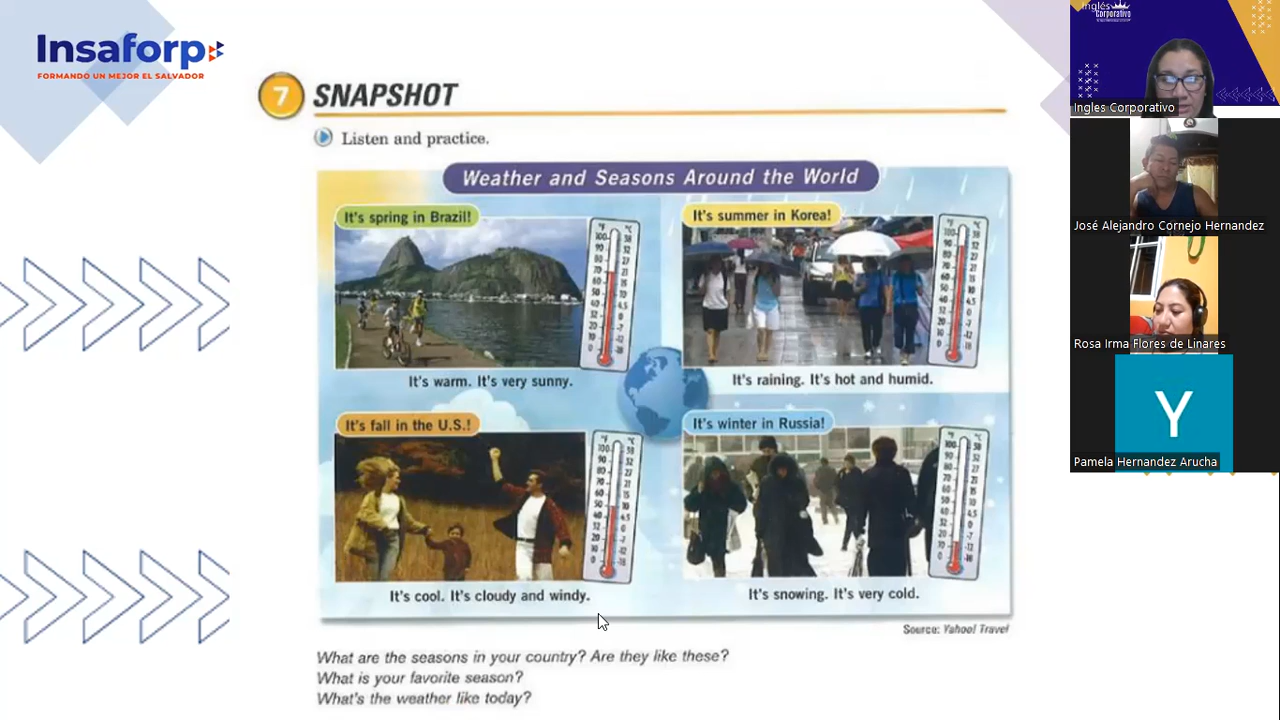 Insaforp
FORMANDO UN MEJOR EL SALVADOR
7 SNAPSHOT
Listen and practice.
Weather and Seasons Around the World
It's spring in Brazil!
It's warm. It's very sunny.
It's summer in Korea!
It's raining. It's hot and humid.
It's fall in the U.S.!
It's cool. It's cloudy and windy.
It's winter in Russia!
It's snowing. It's very cold.
Source: Yahoo! Travel
What are the seasons in your country? Are they like these?
What is your favorite season?
What's the weather like today?
Inglés
Corporativo
Ingles Corporativo
José Alejandro Cornejo Hernandez
Rosa Irma Flores de Linares
Y
Pamela Hernandez Arucha